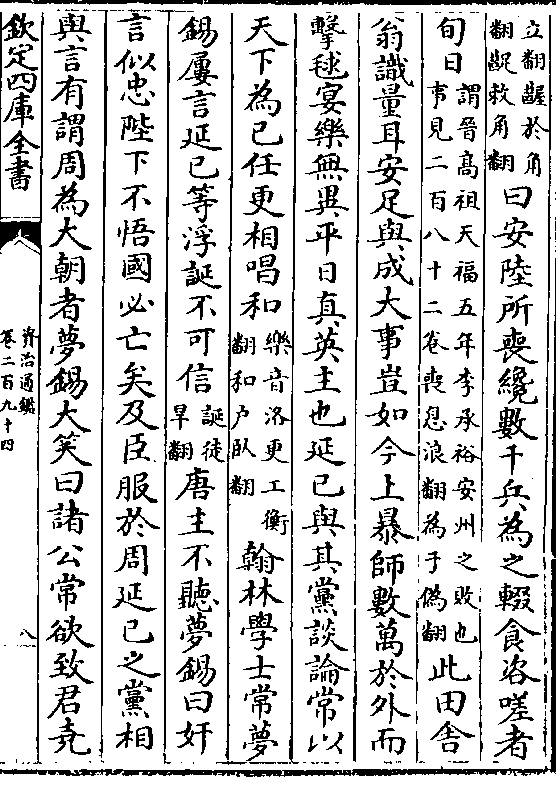 立翻齷於角翻齪敕角翻曰安陸所喪纔數千兵為之輟食咨嗟者
旬日謂晉高祖天福五年李承裕安州之敗也事見二百八十二卷喪息浪翻為于偽翻此田舍
翁識量耳安足與成大事豈如今上暴師數萬於外而
擊毬宴樂無異平日真英主也延已與其黨談論常以
天下為已任更相唱和樂音洛更工衡翻和户臥翻翰林學士常夢
錫屢言延已等浮誕不可信誕徒旱翻唐主不聽夢錫曰奸
言似忠陛下不悟國必亡矣及臣服於周延已之黨相
與言有謂周為大朝者夢錫大笑曰諸公常欲致君堯
欽定四庫全書
資治通鑑
卷二百九十四
八